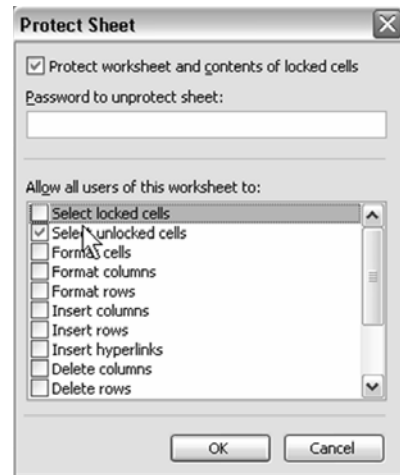 Protect Sheet
Protect worksheet and contents of locked cells
Password to unprotect sheet:
Allow all users of this worksheet to:
Select locked cells
Select unlocked cells
Format cells
Format columns
Format rows
Insert columns
Insert rows
Insert hyperlinks
Delete columns
Delete rows
OK Cancel